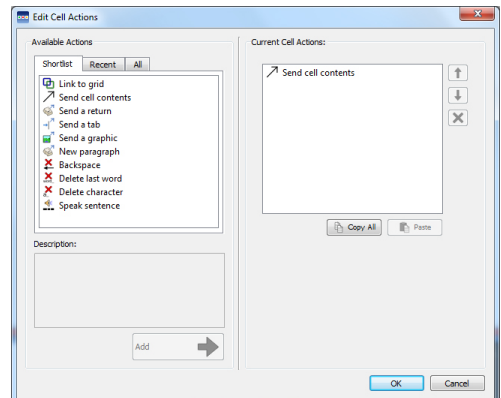 Edit Cell Actions
Available Actions
Shortlist Recent All
Link to grid
Send cell contents
Send a return
Send a tab
Send a graphic
New paragraph
Backspace
Delete last word
Delete character
Speak sentence
Description:
Add
Current Cell Actions:
Send cell contents
Copy All Paste
OK Cancel